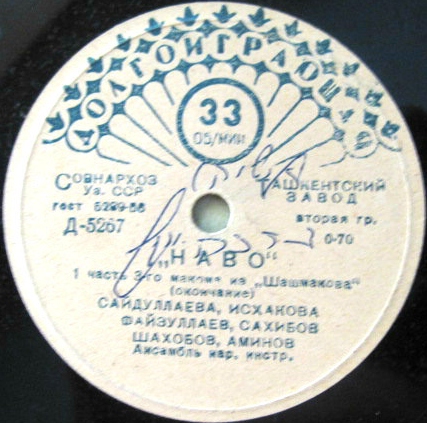 ДОЛГОИГРАЮЩАЯ
33
ОБ/МИН
СОВНАРХОЗ
Уз. ССР
ТАШКЕНТСКИЙ
ЗАВОД
гост 5289-56
вторая гр.
Д-5267
0-70
„НАВО"
1 часть 3-го макома из „Шашмакома"
(окончание)
САЙДУЛЛАЕВА, ИСХАКОВА
ФАЙЗУЛЛАЕВ, САХИБОВ
ШАХОБОВ, АМИНОВ
Ансамбль нар. инстр.